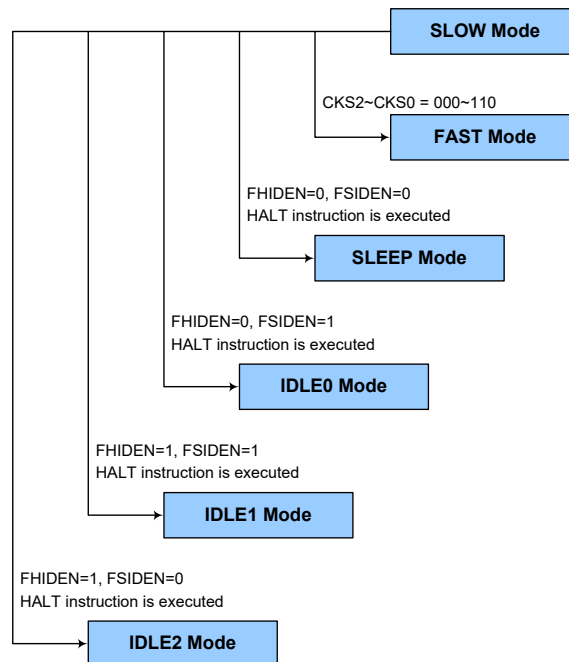 SLOW Mode
CKS2~CKS0 = 000~110
FAST Mode
FHIDEN=0, FSIDEN=0
HALT instruction is executed
SLEEP Mode
FHIDEN=0, FSIDEN=1
HALT instruction is executed
IDLE0 Mode
FHIDEN=1, FSIDEN=1
HALT instruction is executed
IDLE1 Mode
FHIDEN=1, FSIDEN=0
HALT instruction is executed
IDLE2 Mode